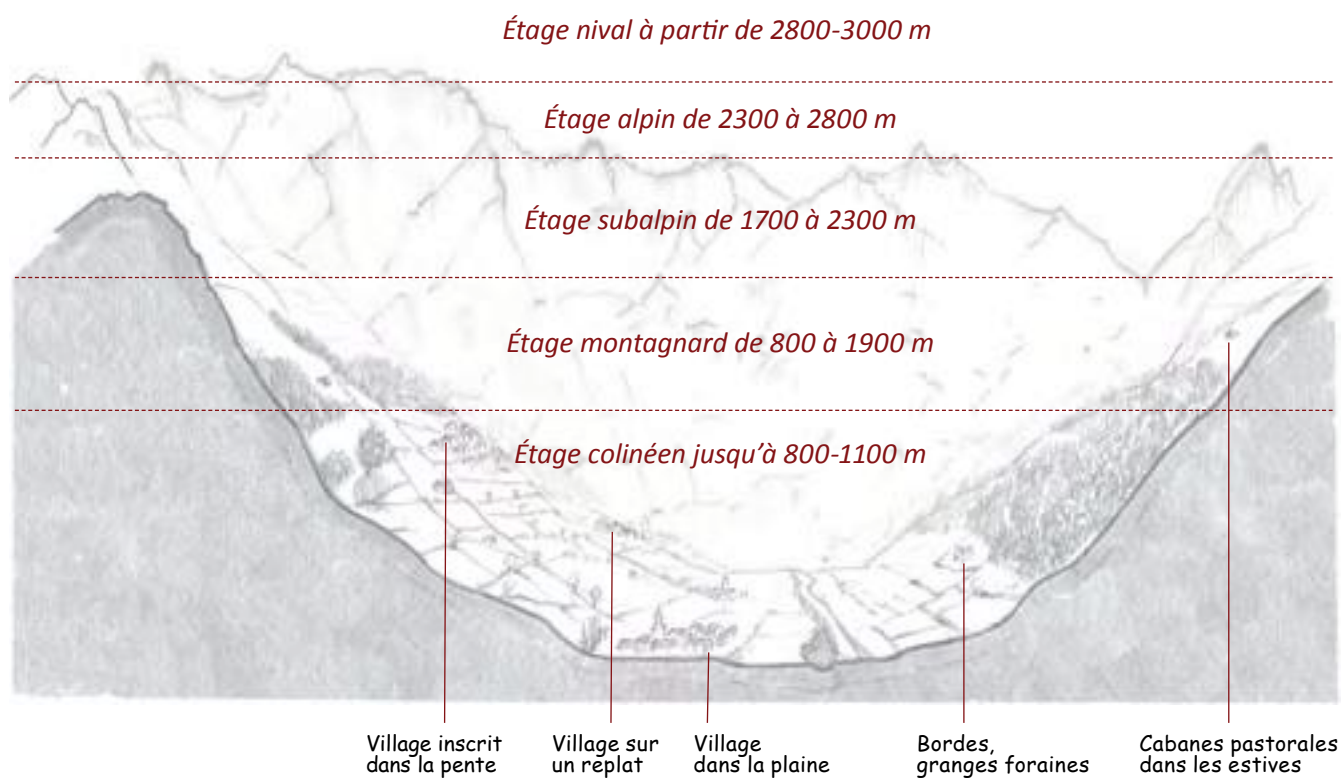 Étage nival à partir de 2800-3000 m
Étage alpin de 2300 à 2800 m
Étage subalpin de 1700 à 2300 m
Étage montagnard de 800 à 1900 m
Étage colinéen jusqu’à 800-1100 m
Village inscrit
dans la pente
Village sur
un replat
Village
dans la plaine
Bordes,
granges foraines
Cabanes pastorales
dans les estives